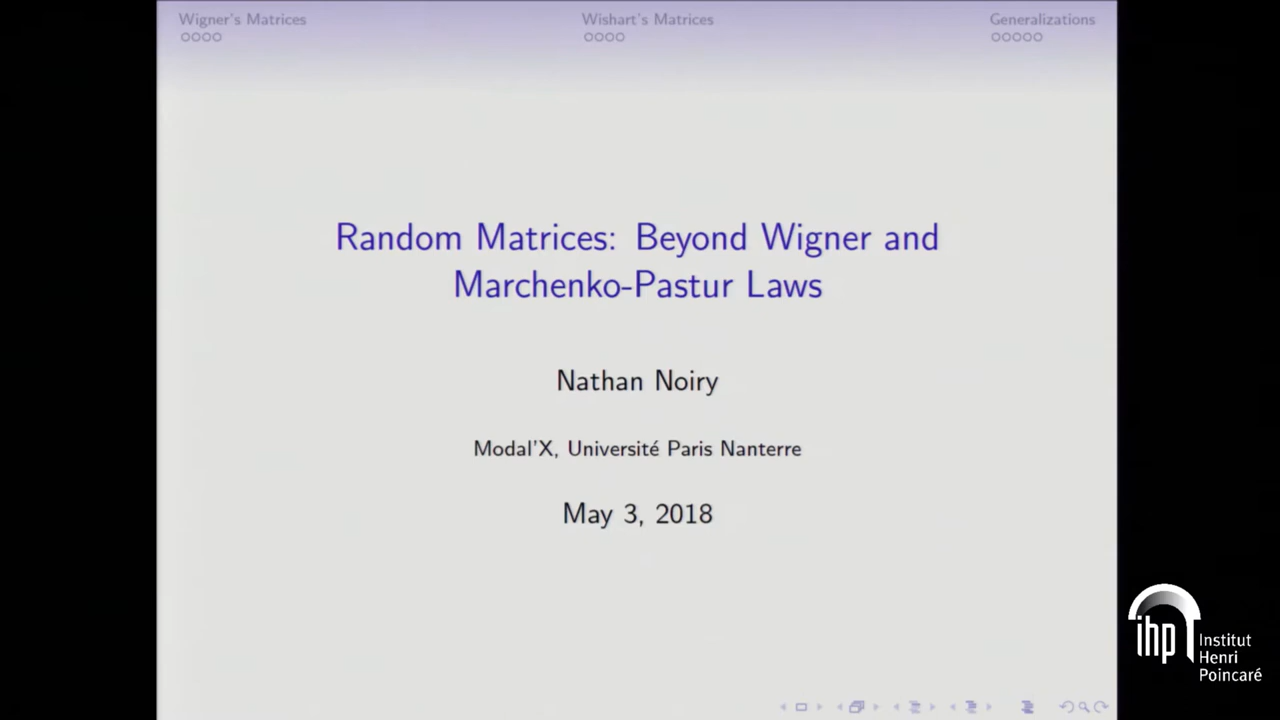 Wigner's Matrices
Wishart's Matrices
Generalizations
Random Matrices: Beyond Wigner and
Marchenko-Pastur Laws
Nathan Noiry
Modal'X, Université Paris Nanterre
May 3, 2018
ihp
Institut
Henri
Poincaré